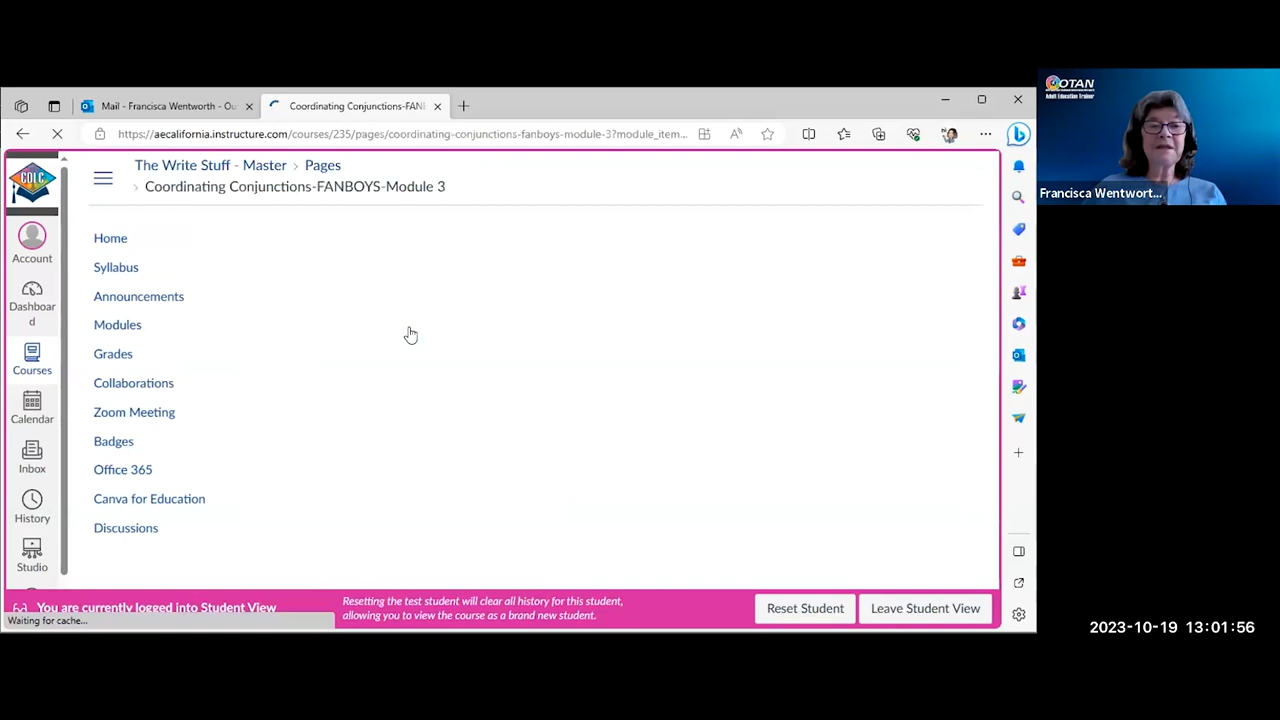 Mail - Francisca Wentworth - Ou
Coordinating Conjunctions-FAN
https://aecalifornia.instructure.com/courses/235/pages/coordinating-conjunctions-fanboys-module-3?module_item...
OTAN
Adult Education Trainer
Francisca Wentwort...
CDLC
The Write Stuff - Master > Pages
> Coordinating Conjunctions-FANBOYS-Module 3
Account
Dashboar
d
Courses
Calendar
Inbox
History
Studio
Home
Syllabus
Announcements
Modules
Grades
Collaborations
Zoom Meeting
Badges
Office 365
Canva for Education
Discussions
You are currently logged into Student View
Resetting the test student will clear all history for this student,
allowing you to view the course as a brand new student.
Reset Student
Leave Student View
Waiting for cache...
2023-10-19 13:01:56